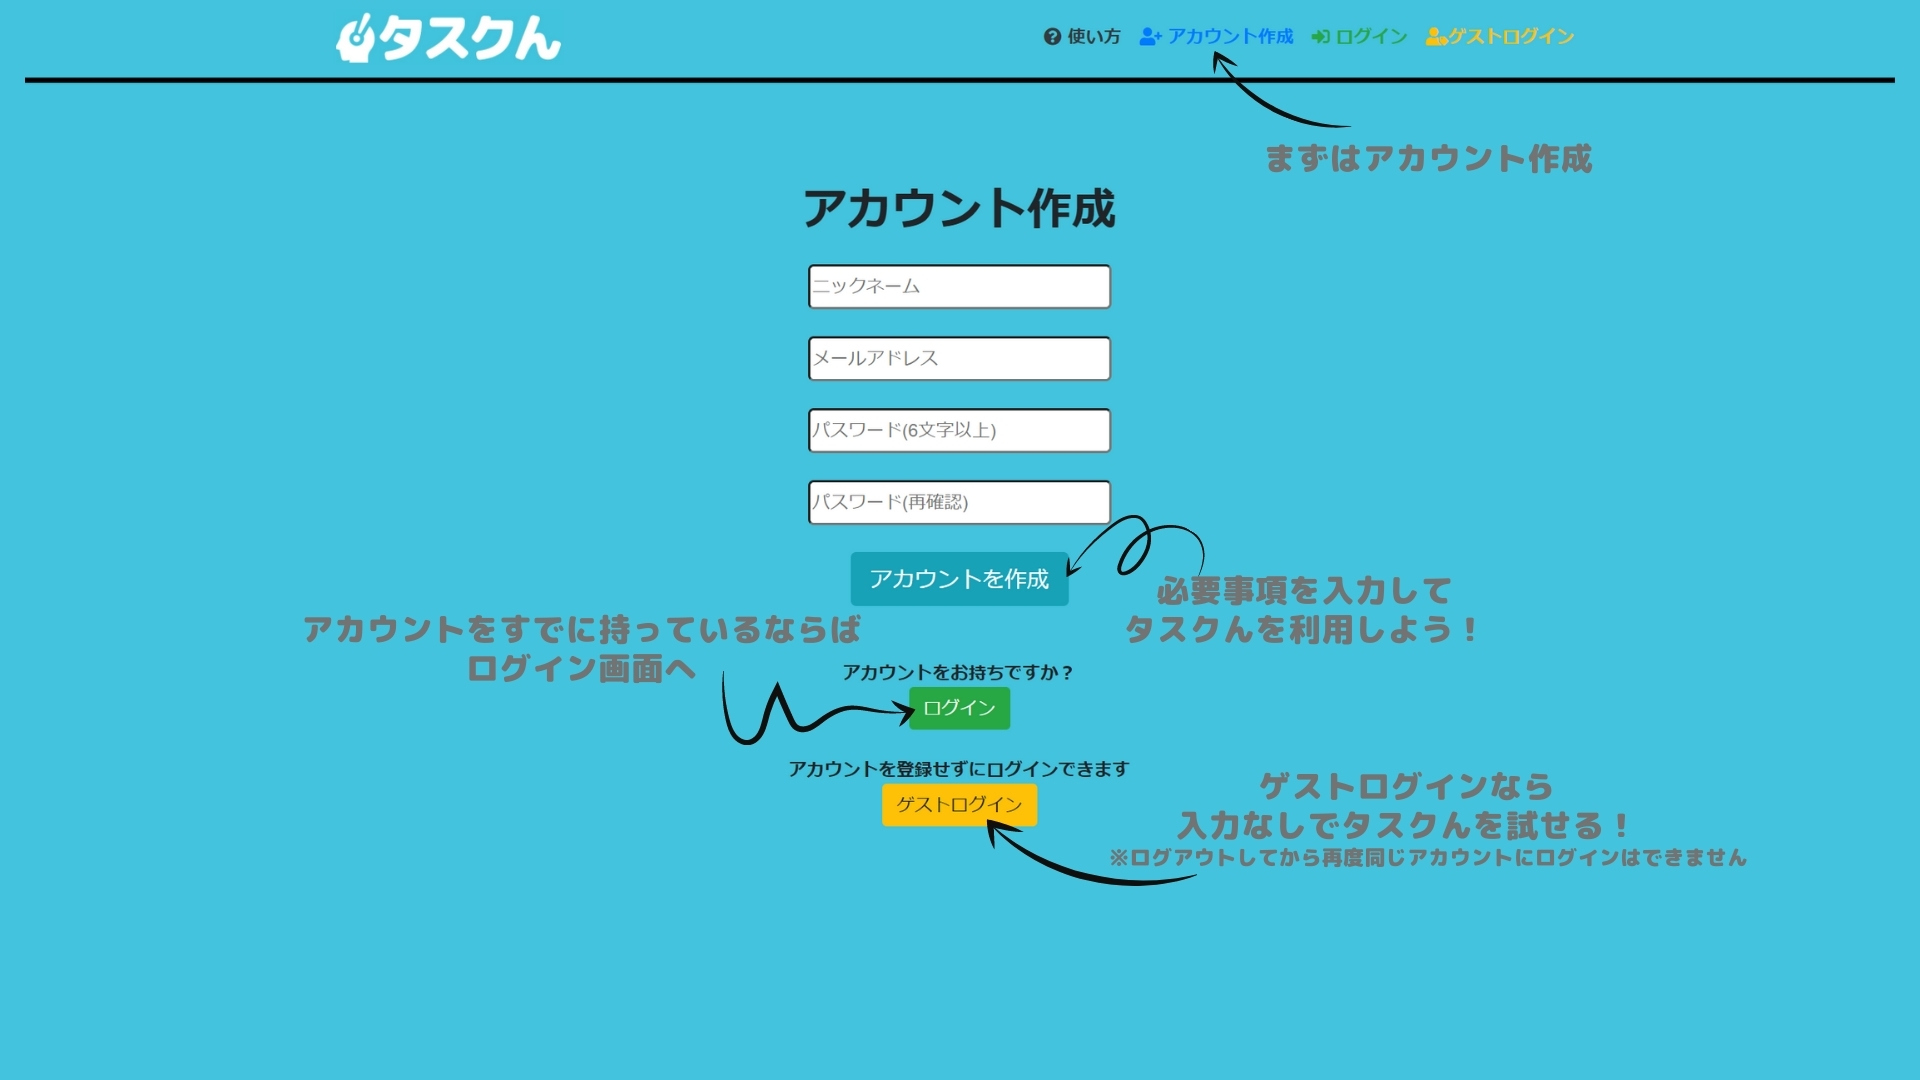 タスクん
使い方 アカウント作成 ログイン ゲストログイン
まずはアカウント作成
アカウント作成
ニックネーム
メールアドレス
パスワード(6文字以上)
パスワード(再確認)
アカウントを作成
必要事項を入力して
タスクんを利用しよう！
アカウントをすでに持っているならば
ログイン画面へ
アカウントをお持ちですか？
ログイン
アカウントを登録せずにログインできます
ゲストログイン
ゲストログインなら
入力なしでタスクんを試せる！
※ログアウトしてから再度同じアカウントにログインはできません